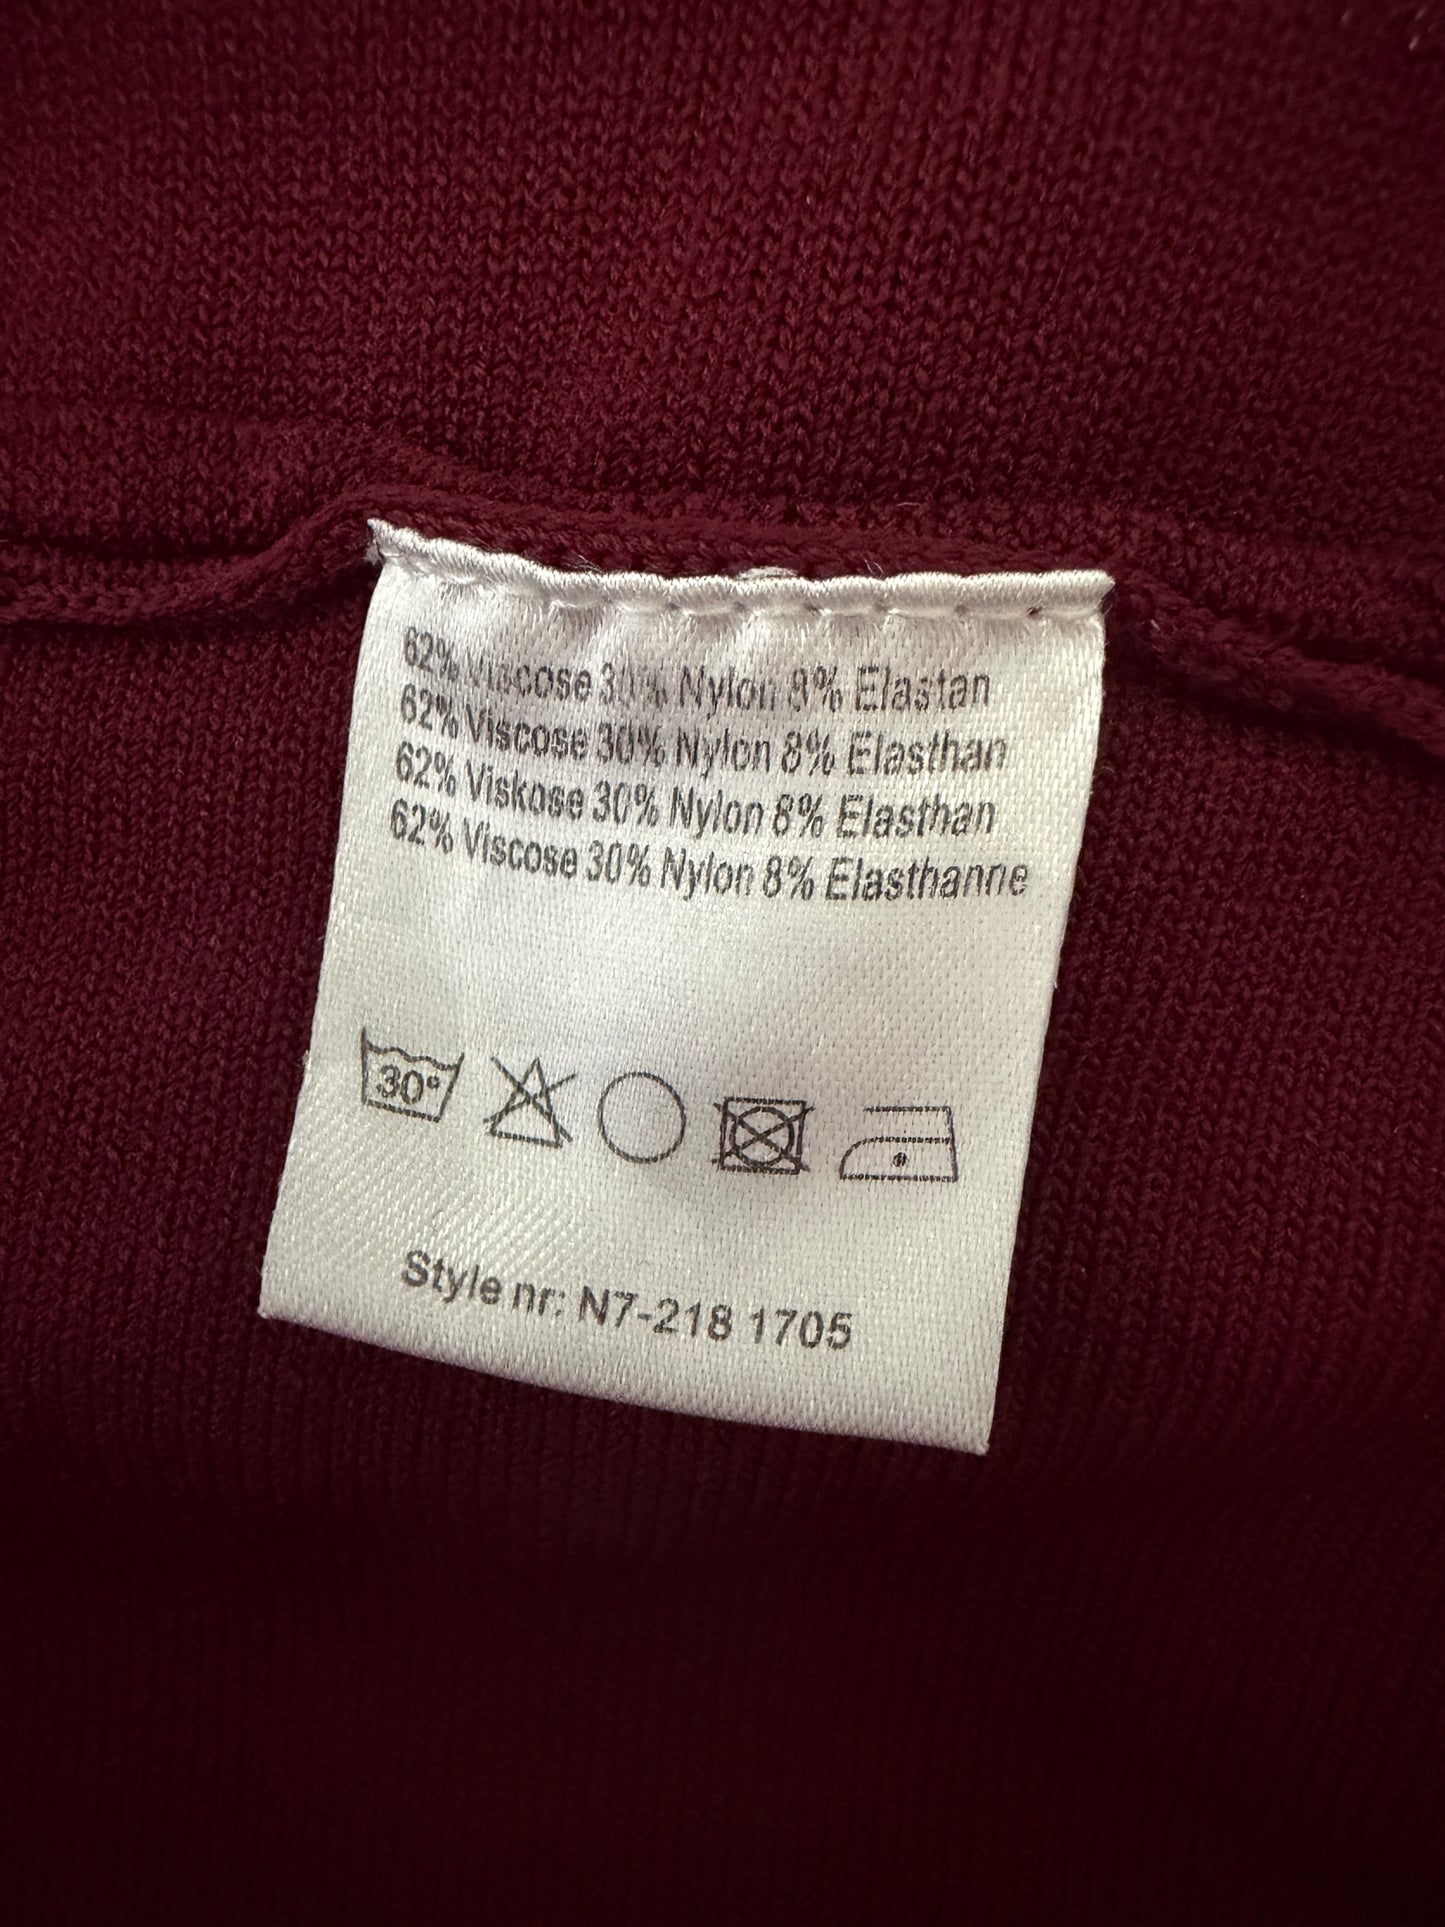 62% Viscose 30% Nylon 8% Elastan
62% Viscose 30% Nylon 8% Elasthan
62% Viskose 30% Nylon 8% Elasthan
62% Viscose 30% Nylon 8% Elasthanne
30°
Style nr: N7-218 1705